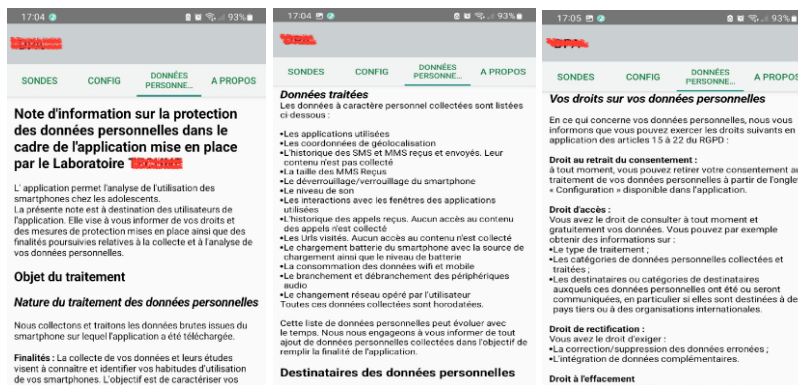 17:04
93%
SONDES
CONFIG
DONNÉES
PERSONNE...
A PROPOS
Note d'information sur la protection
des données personnelles dans le
cadre de l'application mise en place
par le Laboratoire
L' application permet l'analyse de l'utilisation des
smartphones chez les adolescents.
La présente note est à destination des utilisateurs de
l'application. Elle vise à vous informer de vos droits et
des mesures de protection mises en place ainsi que des
finalités poursuivies relatives à la collecte et à l'analyse de
vos données personnelles.
Objet du traitement
Nature du traitement des données personnelles
Nous collectons et traitons les données brutes issues du
smartphone sur lequel l'application a été téléchargée.
Finalités : La collecte de vos données et leurs études
visent à connaître et identifier vos habitudes d'utilisation
de vos smartphones. L'objectif est de caractériser vos
17:04
93%
SONDES
CONFIG
DONNÉES
PERSONNE...
A PROPOS
Données traitées
Les données à caractère personnel collectées sont listées
ci-dessous :
•Les applications utilisées
•Les coordonnées de géolocalisation
•L'historique des SMS et MMS reçus et envoyés. Leur
contenu n'est pas collecté
•La taille des MMS Reçus
•Le déverrouillage/verrouillage du smartphone
•Le niveau de son
•Les interactions avec les fenêtres des applications
utilisées
•L'historique des appels reçus. Aucun accès au contenu
des appels n'est collecté
•Les Urls visités. Aucun accès au contenu n'est collecté
•Le chargement batterie du smartphone avec la source de
chargement ainsi que le niveau de batterie
•La consommation des données wifi et mobile
•Le branchement et débranchement des périphériques
audio
•Le changement réseau opéré par l'utilisateur
Toutes ces données collectées sont horodatées.
Cette liste de données personnelles peut évoluer avec
le temps. Nous nous engageons à vous informer de tout
ajout de données personnelles collectées dans l'objectif de
remplir la finalité de l'application.
Destinataires des données personnelles
17:05
93%
SONDES
CONFIG
DONNÉES
PERSONNE...
A PROPOS
Vos droits sur vos données personnelles
En ce qui concerne vos données personnelles, nous vous
informons que vous pouvez exercer les droits suivants en
application des articles 15 à 22 du RGPD :
Droit au retrait du consentement :
à tout moment, vous pouvez retirer votre consentement au
traitement de vos données personnelles à partir de l'onglet
« Configuration » disponible dans l'application.
Droit d'accès :
Vous avez le droit de consulter à tout moment et
gratuitement vos données. Vous pouvez par exemple
obtenir des informations sur :
•Le type de traitement ;
•Les catégories de données personnelles collectées et
traitées ;
•Les destinataires ou catégories de destinataires
auxquels ces données personnelles ont été ou seront
communiquées, en particulier si elles sont destinées à des
pays tiers ou à des organisations internationales.
Droit de rectification :
Vous avez le droit d'exiger :
•La correction/suppression des données erronées ;
•L'intégration de données complémentaires.
Droit à l'effacement